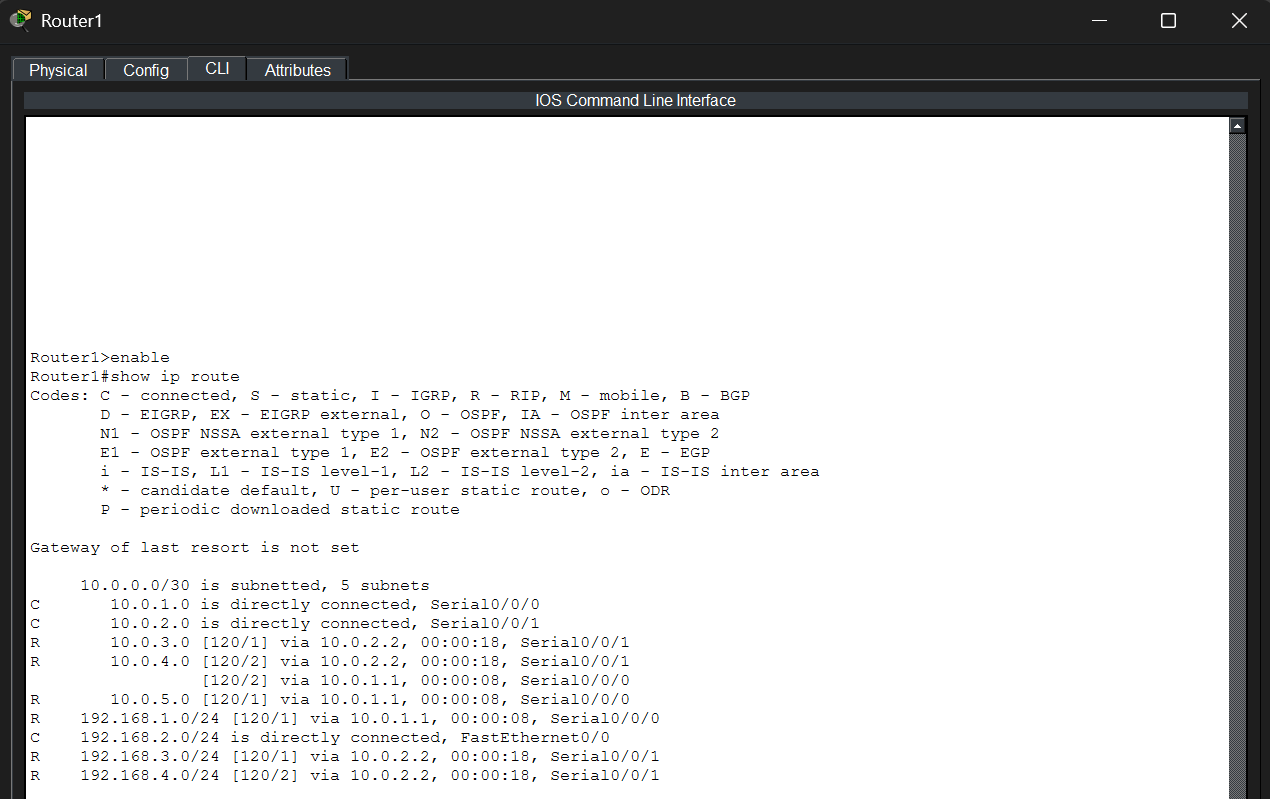 Router1
Physical Config CLI Attributes
IOS Command Line Interface
Router1>enable
Router1#show ip route
Codes: C - connected, S - static, I - IGRP, R - RIP, M - mobile, B - BGP
       D - EIGRP, EX - EIGRP external, O - OSPF, IA - OSPF inter area
       N1 - OSPF NSSA external type 1, N2 - OSPF NSSA external type 2
       E1 - OSPF external type 1, E2 - OSPF external type 2, E - EGP
       i - IS-IS, L1 - IS-IS level-1, L2 - IS-IS level-2, ia - IS-IS inter area
       * - candidate default, U - per-user static route, o - ODR
       P - periodic downloaded static route
Gateway of last resort is not set
     10.0.0.0/30 is subnetted, 5 subnets
C       10.0.1.0 is directly connected, Serial0/0/0
C       10.0.2.0 is directly connected, Serial0/0/1
R       10.0.3.0 [120/1] via 10.0.2.2, 00:00:18, Serial0/0/1
R       10.0.4.0 [120/2] via 10.0.2.2, 00:00:18, Serial0/0/1
                 [120/2] via 10.0.1.1, 00:00:08, Serial0/0/0
R       10.0.5.0 [120/1] via 10.0.1.1, 00:00:08, Serial0/0/0
R    192.168.1.0/24 [120/1] via 10.0.1.1, 00:00:08, Serial0/0/0
C    192.168.2.0/24 is directly connected, FastEthernet0/0
R    192.168.3.0/24 [120/1] via 10.0.2.2, 00:00:18, Serial0/0/1
R    192.168.4.0/24 [120/2] via 10.0.2.2, 00:00:18, Serial0/0/1